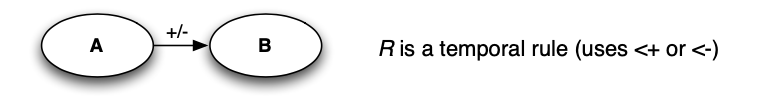 A +/- B R is a temporal rule (uses <+ or <-)